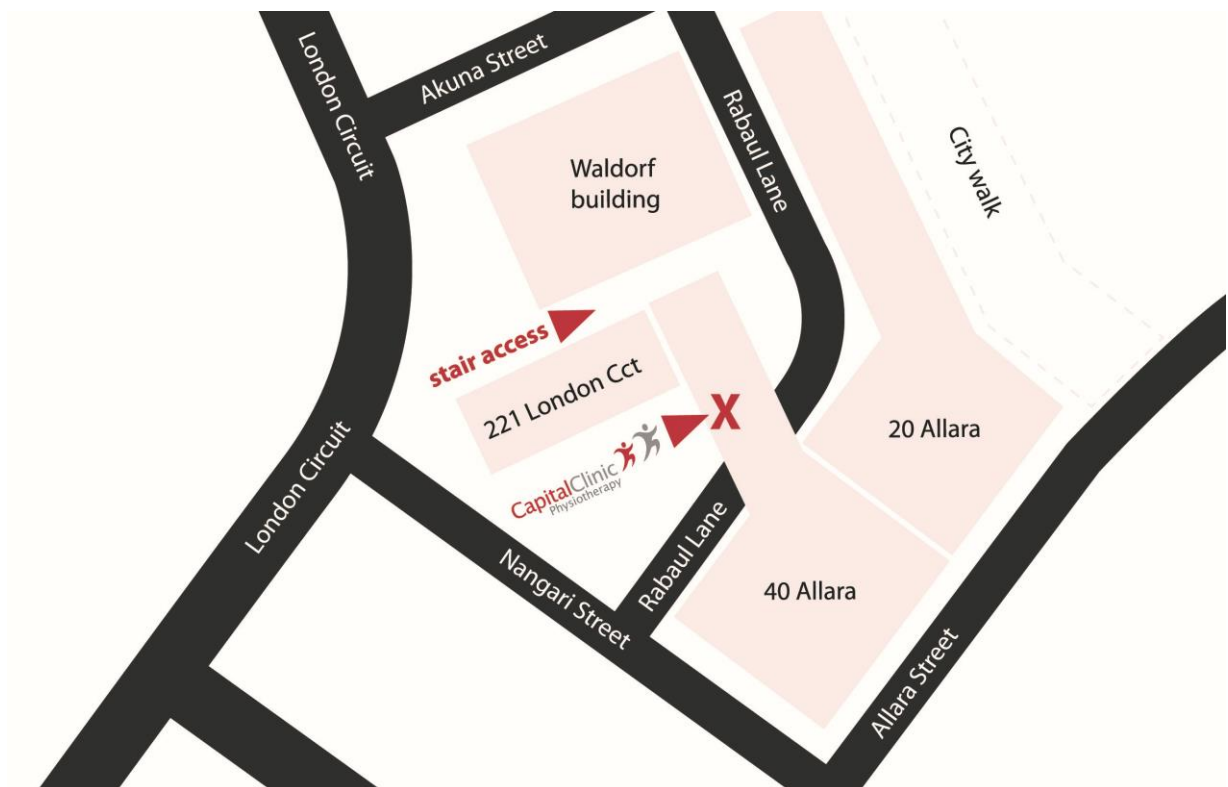 London Circuit
Akuna Street
Rabaul Lane
City walk
Waldorf
building
stair access
221 London Cct
X
CapitalClinic
Physiotherapy
20 Allara
London Circuit
Nangari Street
Rabaul Lane
40 Allara
Allara Street